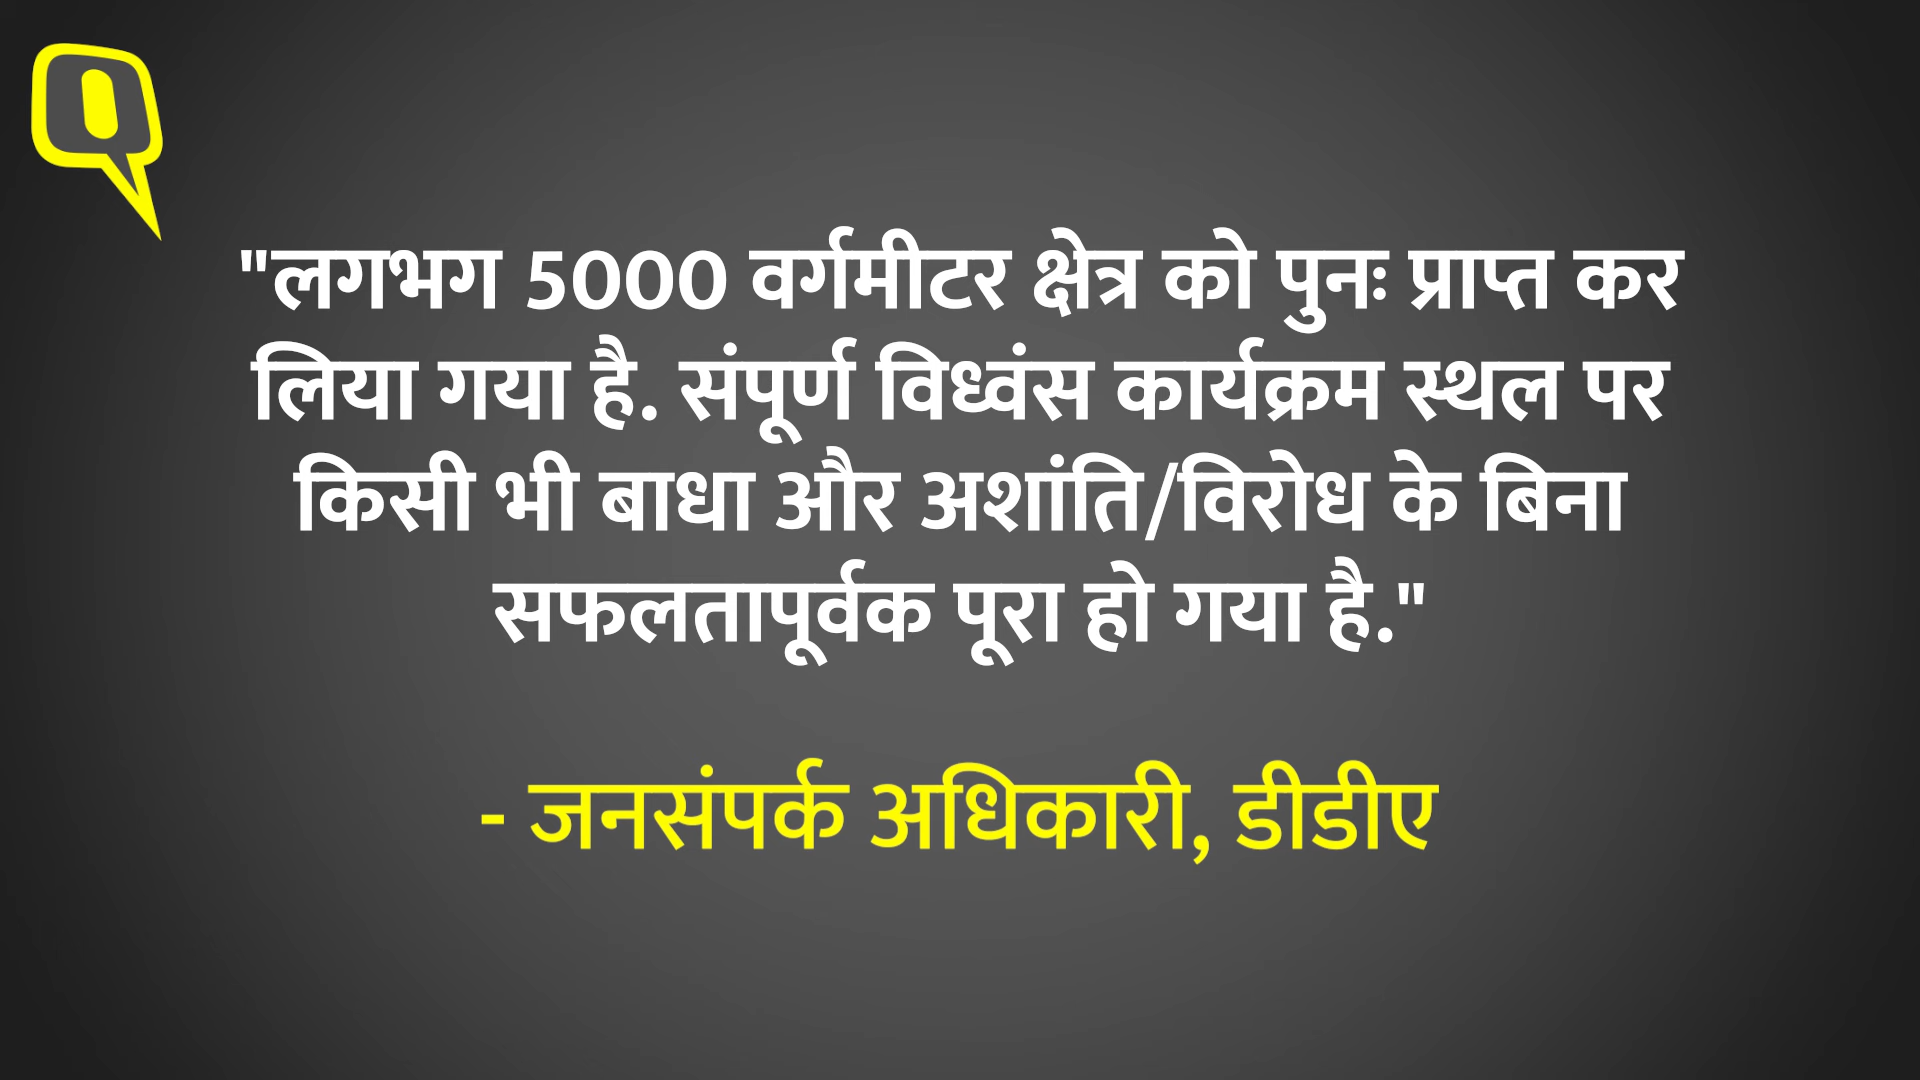 "लगभग 5000 वर्गमीटर क्षेत्र को पुनः प्राप्त कर
लिया गया है. संपूर्ण विध्वंस कार्यक्रम स्थल पर
किसी भी बाधा और अशांति/विरोध के बिना
सफलतापूर्वक पूरा हो गया है."
- जनसंपर्क अधिकारी, डीडीए